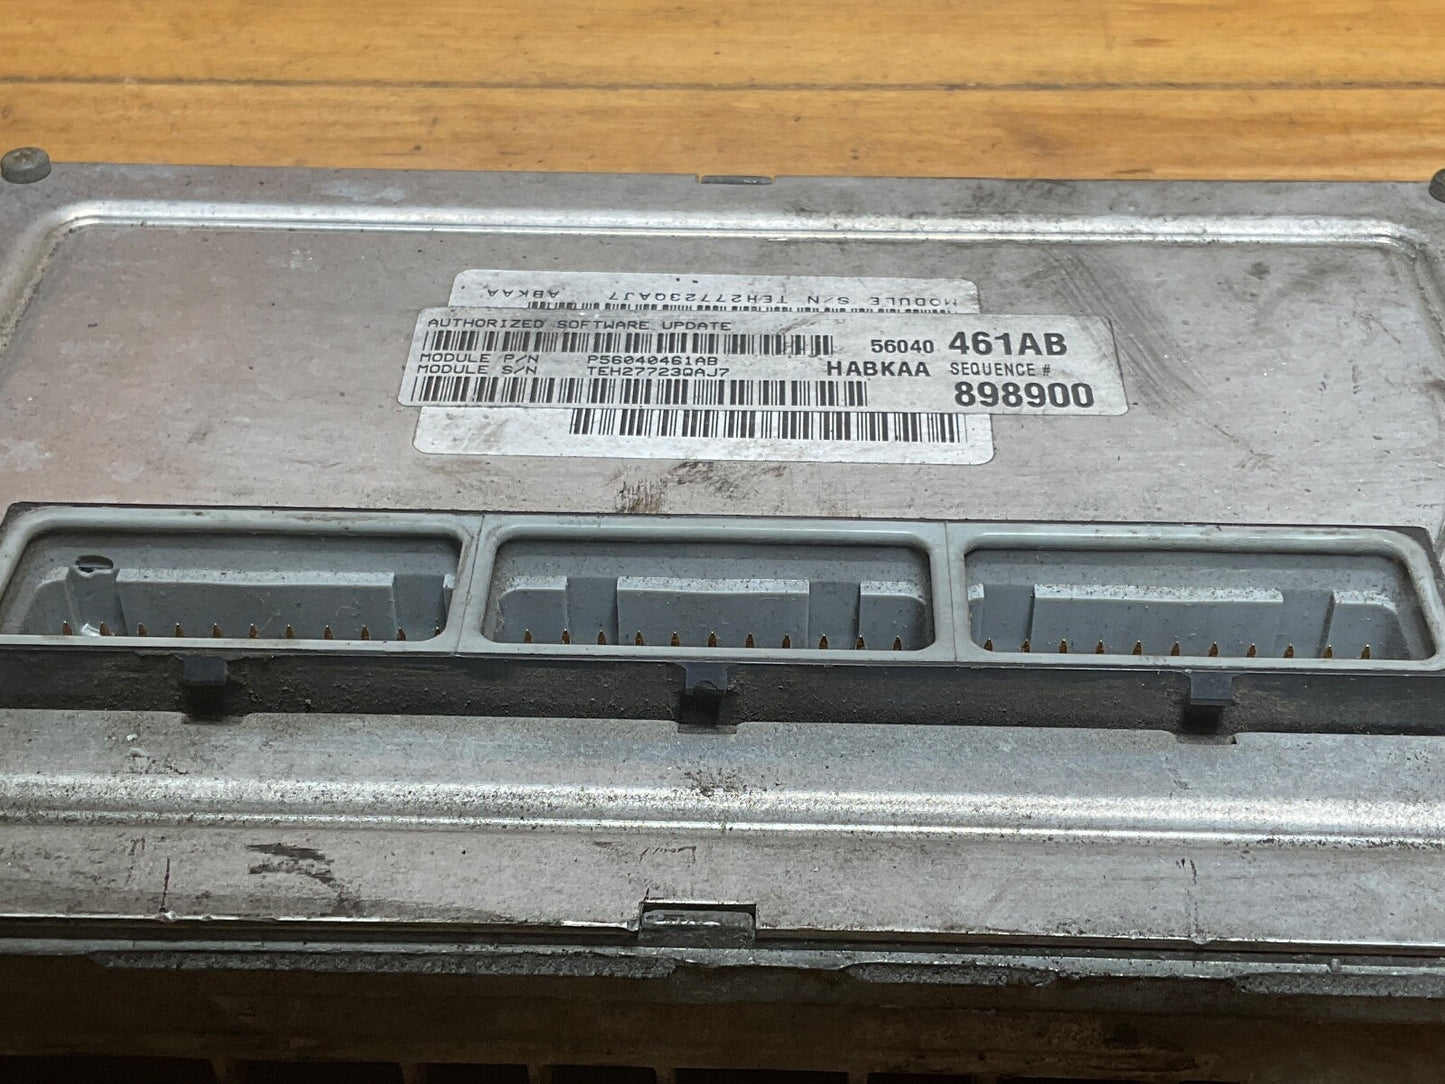 MODULE S/N TEH27723QAJ7 ABKAA
AUTHORIZED SOFTWARE UPDATE
56040 461AB
MODULE P/N P56040461AB
MODULE S/N TEH27723QAJ7
HABKAA SEQUENCE #
898900